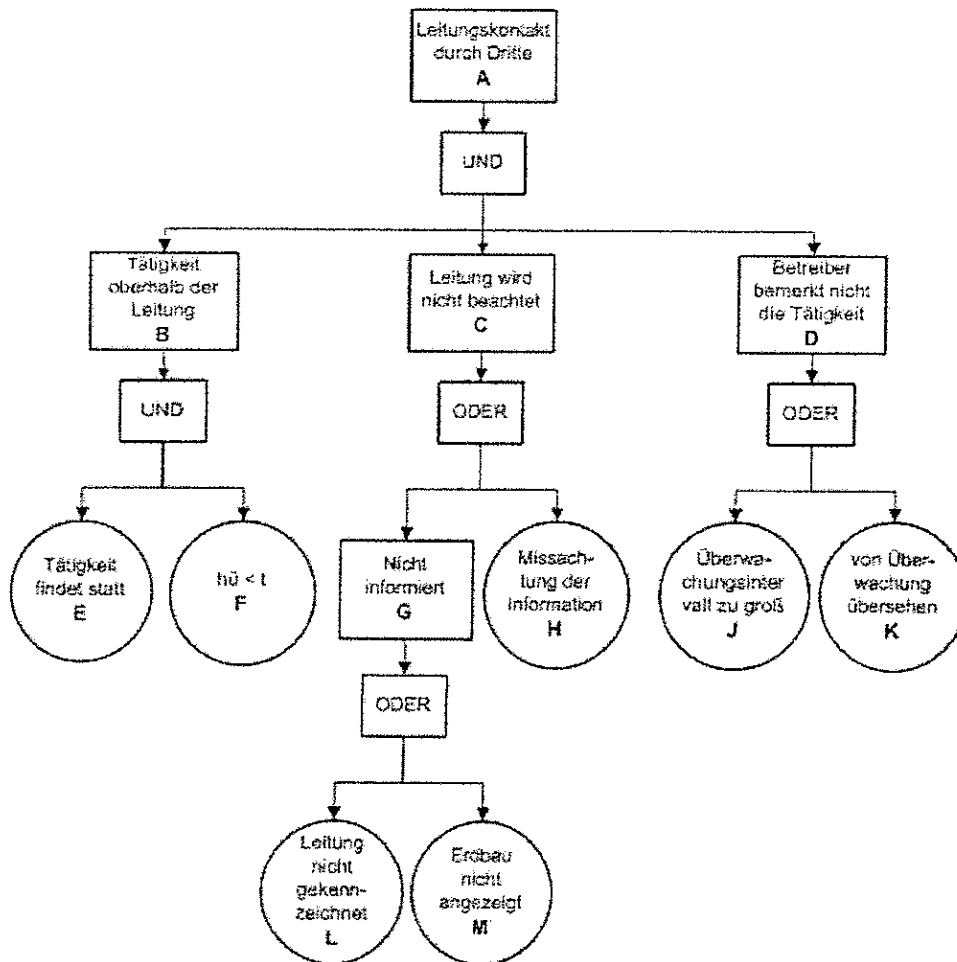 Leitungskontakt
durch Dritte
A
UND
Tätigkeit
oberhalb der
Leitung
B
Leitung wird
nicht beachtet
C
Betreiber
bemerkt nicht
die Tätigkeit
D
UND
ODER
ODER
Tätigkeit
findet statt
E
hü < t
F
Nicht
informiert
G
Missach-
tung der
Information
H
Überwa-
chungsinter
vall zu groß
J
von Über-
wachung
übersehen
K
ODER
Leitung
nicht
gekenn-
zeichnet
L
Erdbau
nicht
angezeigt
M